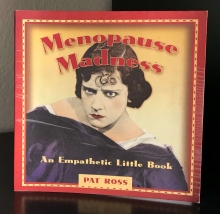 Menopause
Madness
An Empathetic Little Book
PAT ROSS